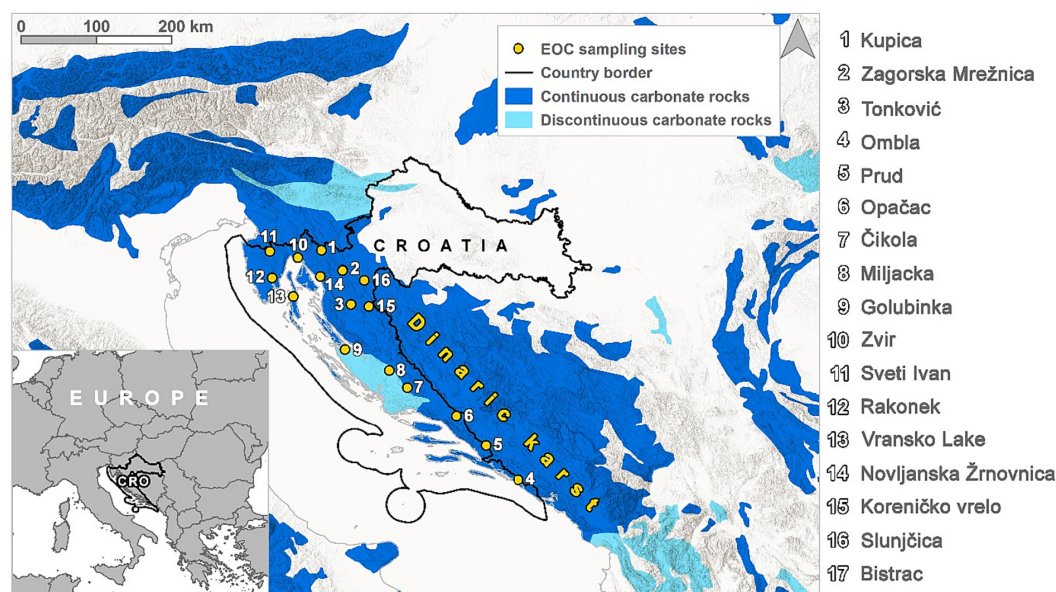 0 100 200 km
EOC sampling sites
Country border
Continuous carbonate rocks
Discontinuous carbonate rocks
CROATIA
11
10
1
2
12
14
16
13
3
15
Dinaric karst
9
8
7
6
5
4
EUROPE
CRO
1 Kupica
2 Zagorska Mrežnica
3 Tonković
4 Ombla
5 Prud
6 Opačac
7 Čikola
8 Miljacka
9 Golubinka
10 Zvir
11 Sveti Ivan
12 Rakonek
13 Vransko Lake
14 Novljanska Žrnovnica
15 Koreničko vrelo
16 Slunjčica
17 Bistrac